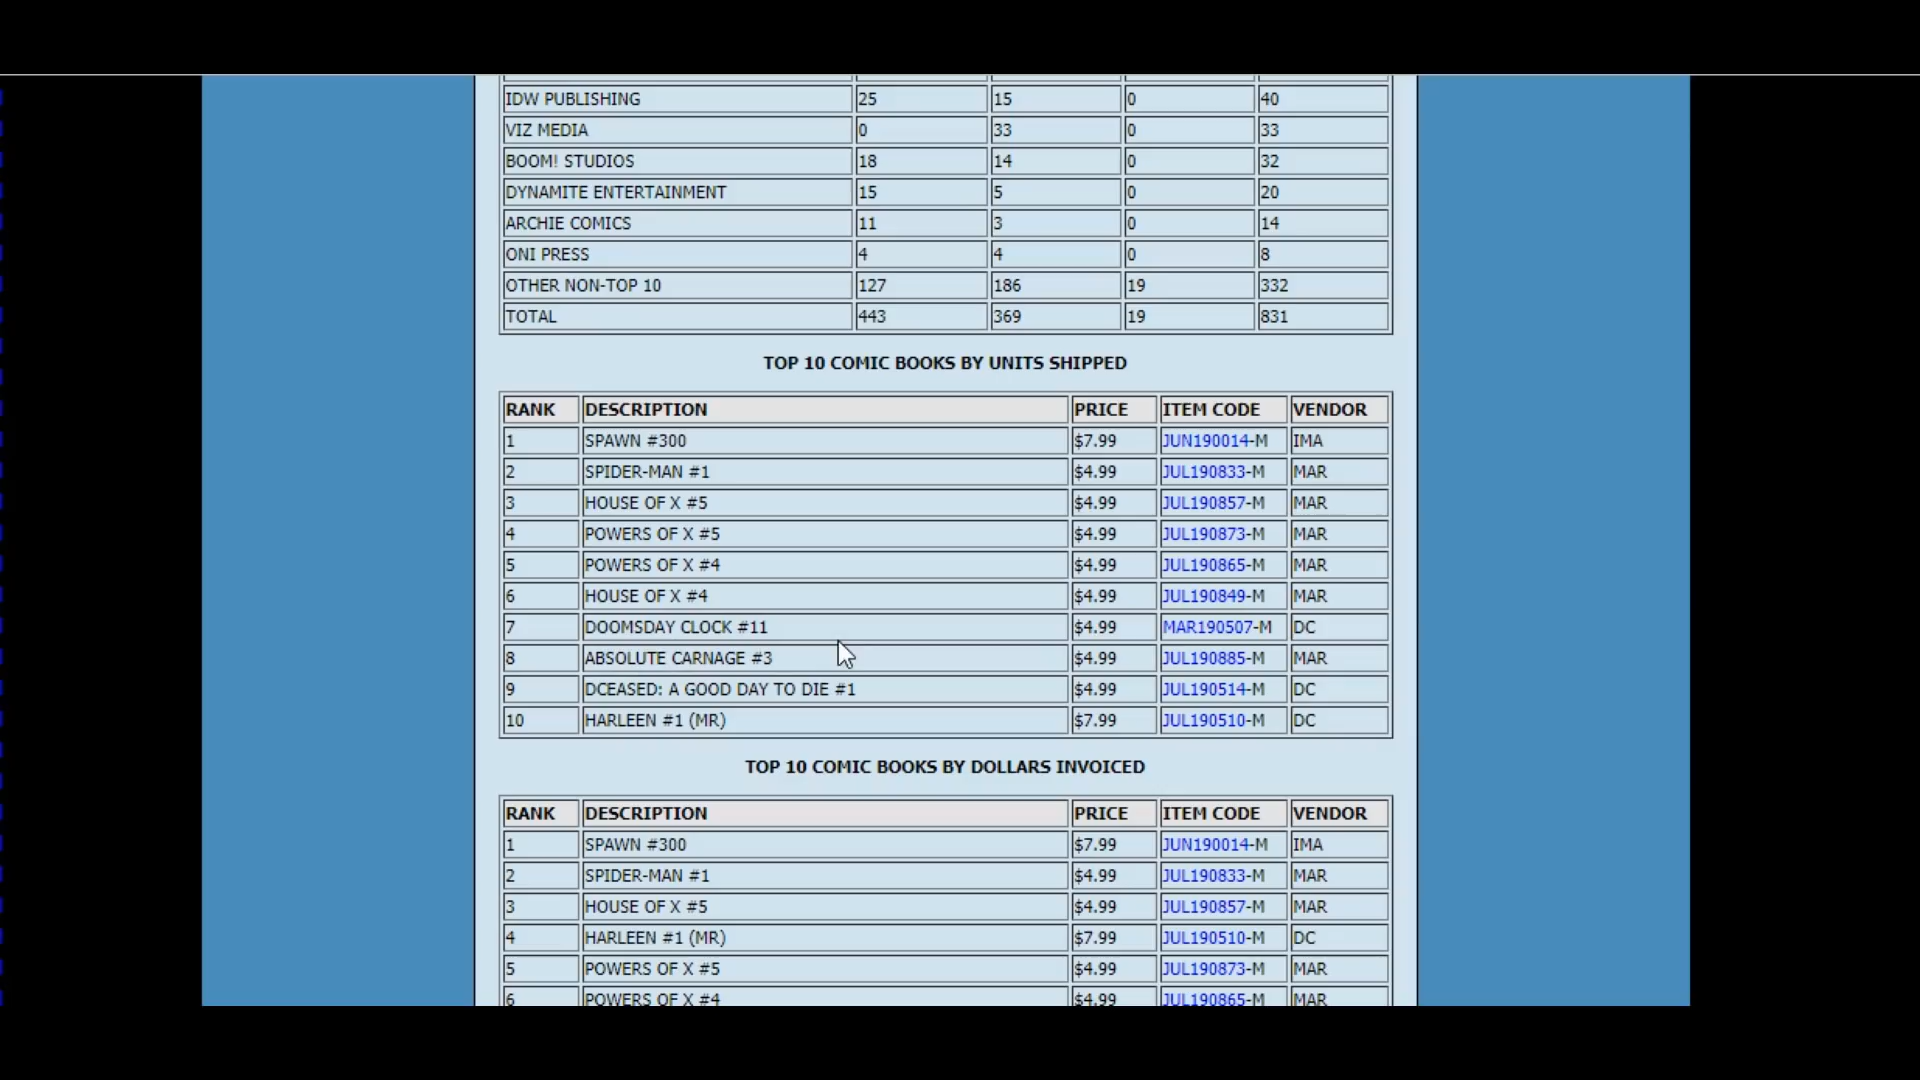 IDW PUBLISHING 25 15 0 40
VIZ MEDIA 0 33 0 33
BOOM! STUDIOS 18 14 0 32
DYNAMITE ENTERTAINMENT 15 5 0 20
ARCHIE COMICS 11 3 0 14
ONI PRESS 4 4 0 8
OTHER NON-TOP 10 127 186 19 332
TOTAL 443 369 19 831
TOP 10 COMIC BOOKS BY UNITS SHIPPED
RANK DESCRIPTION PRICE ITEM CODE VENDOR
1 SPAWN #300 $7.99 JUN190014-M IMA
2 SPIDER-MAN #1 $4.99 JUL190833-M MAR
3 HOUSE OF X #5 $4.99 JUL190857-M MAR
4 POWERS OF X #5 $4.99 JUL190873-M MAR
5 POWERS OF X #4 $4.99 JUL190865-M MAR
6 HOUSE OF X #4 $4.99 JUL190849-M MAR
7 DOOMSDAY CLOCK #11 $4.99 MAR190507-M DC
8 ABSOLUTE CARNAGE #3 $4.99 JUL190885-M MAR
9 DCEASED: A GOOD DAY TO DIE #1 $4.99 JUL190514-M DC
10 HARLEEN #1 (MR) $7.99 JUL190510-M DC
TOP 10 COMIC BOOKS BY DOLLARS INVOICED
RANK DESCRIPTION PRICE ITEM CODE VENDOR
1 SPAWN #300 $7.99 JUN190014-M IMA
2 SPIDER-MAN #1 $4.99 JUL190833-M MAR
3 HOUSE OF X #5 $4.99 JUL190857-M MAR
4 HARLEEN #1 (MR) $7.99 JUL190510-M DC
5 POWERS OF X #5 $4.99 JUL190873-M MAR
6 POWERS OF X #4 $4.99 JUL190865-M MAR